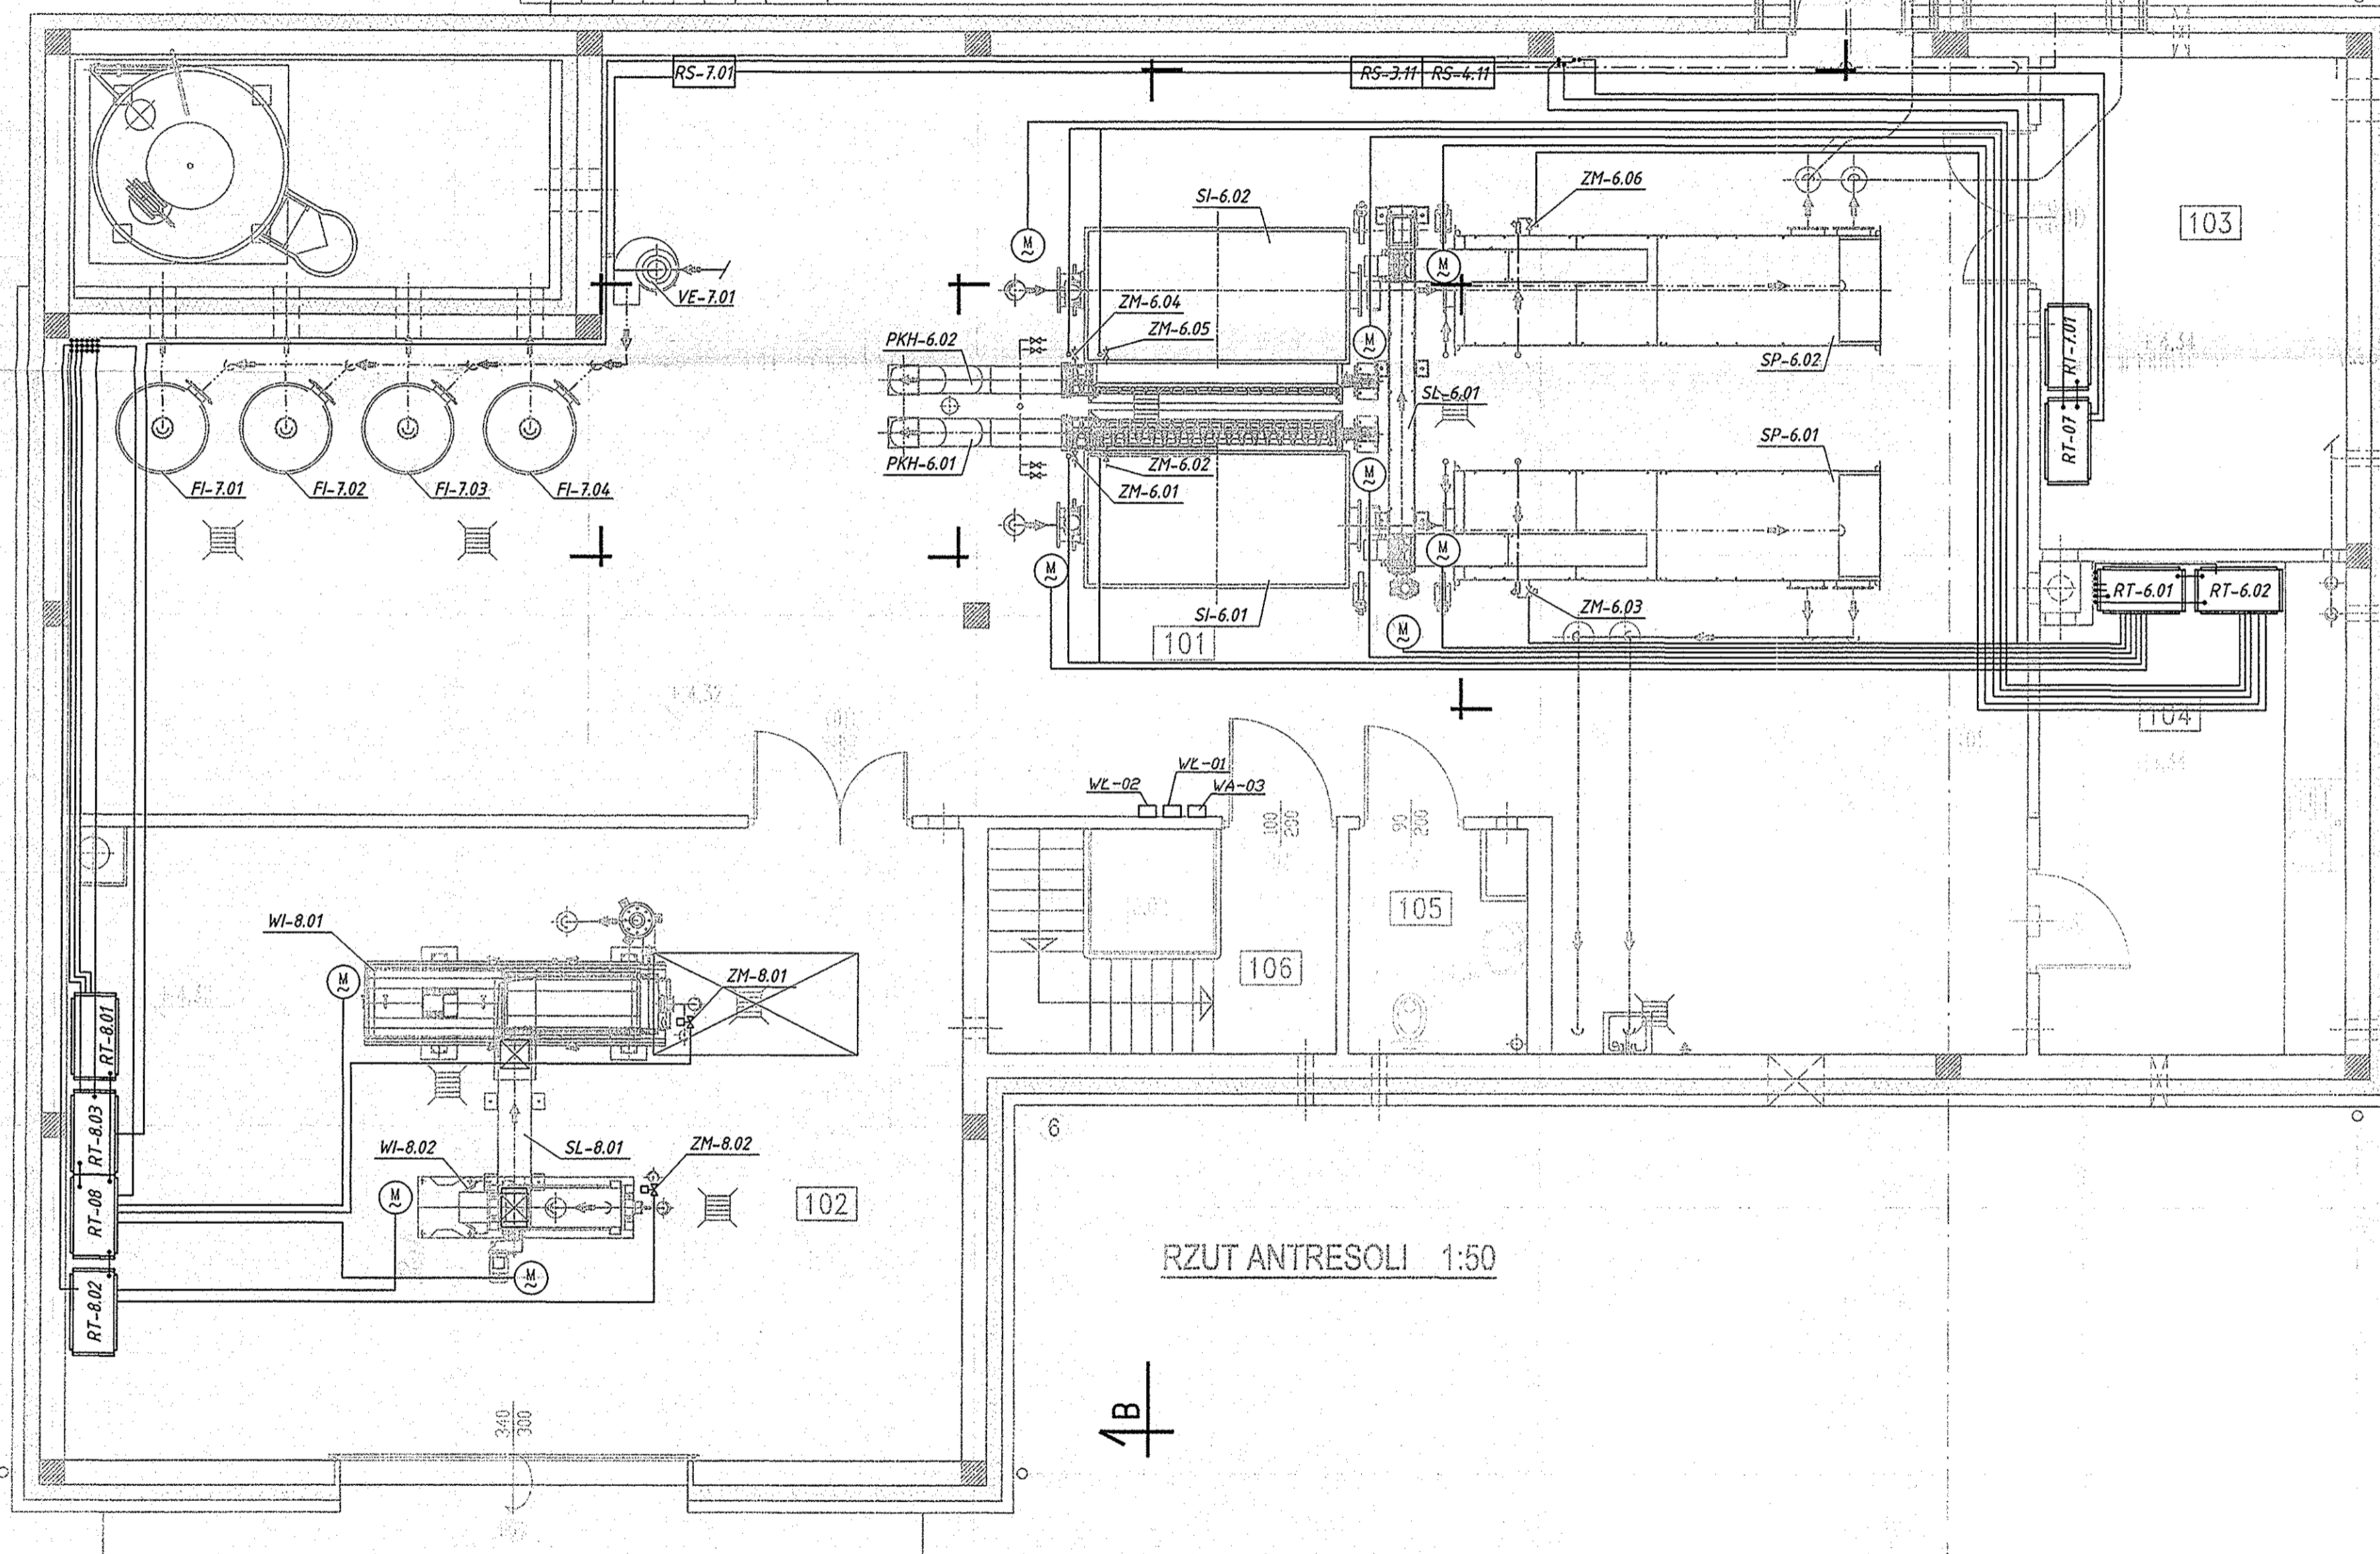 RS-7.01
RS-3.11
RS-4.11
ZM-6.06
SI-6.02
103
VE-7.01
ZM-6.04
ZM-6.05
PKH-6.02
SP-6.02
RT-7.01
SL-6.01
RT-07
SP-6.01
PKH-6.01
ZM-6.02
ZM-6.01
FI-7.01
FI-7.02
FI-7.03
FI-7.04
M
~
M
~
M
~
M
~
M
~
M
~
M
~
RT-6.01
RT-6.02
ZM-6.03
SI-6.01
101
104
WŁ-01
WŁ-02
WA-03
100
200
90
200
105
106
WI-8.01
ZM-8.01
M
~
RT-8.01
RT-8.03
6
WI-8.02
SL-8.01
ZM-8.02
M
~
102
RT-08
M
~
RT-8.02
RZUT ANTRESOLI 1:50
B
340
300